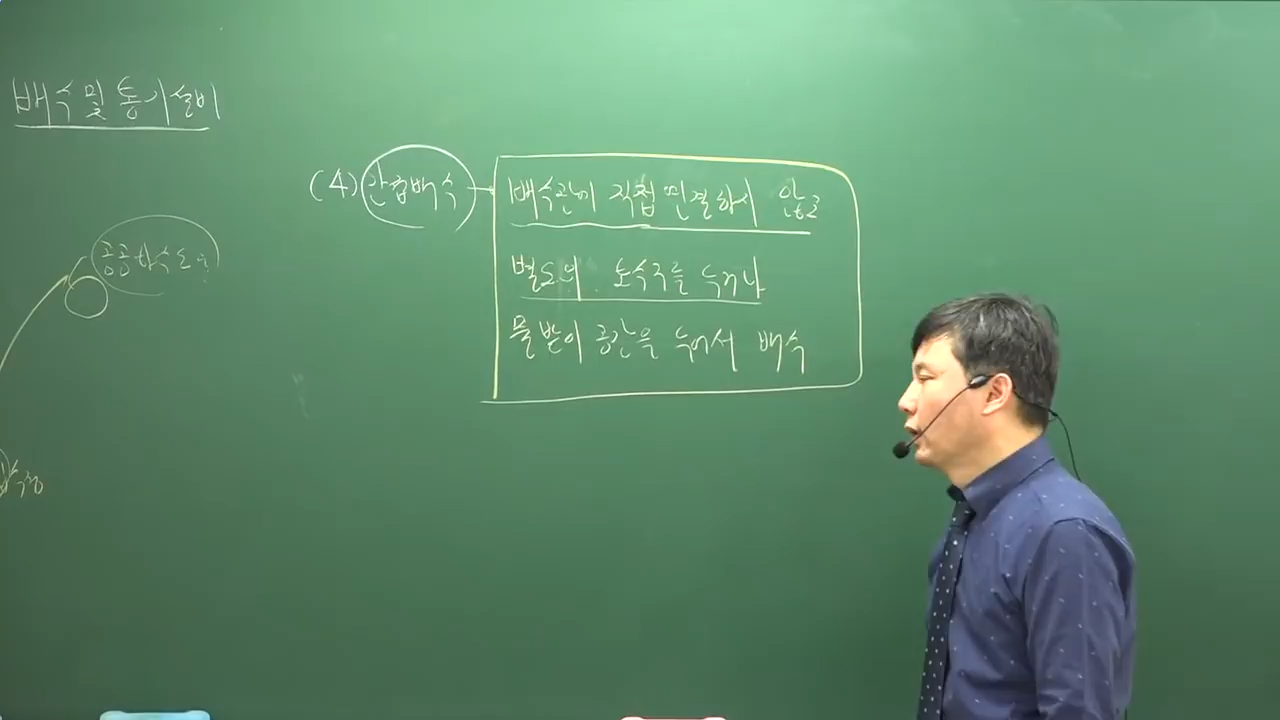 배수 및 통기설비
(4) 간접배수
배수관에 직접 연결하지 않고
별도의 토수구를 두거나
물받이 공간을 두어서 배수
공공하수도